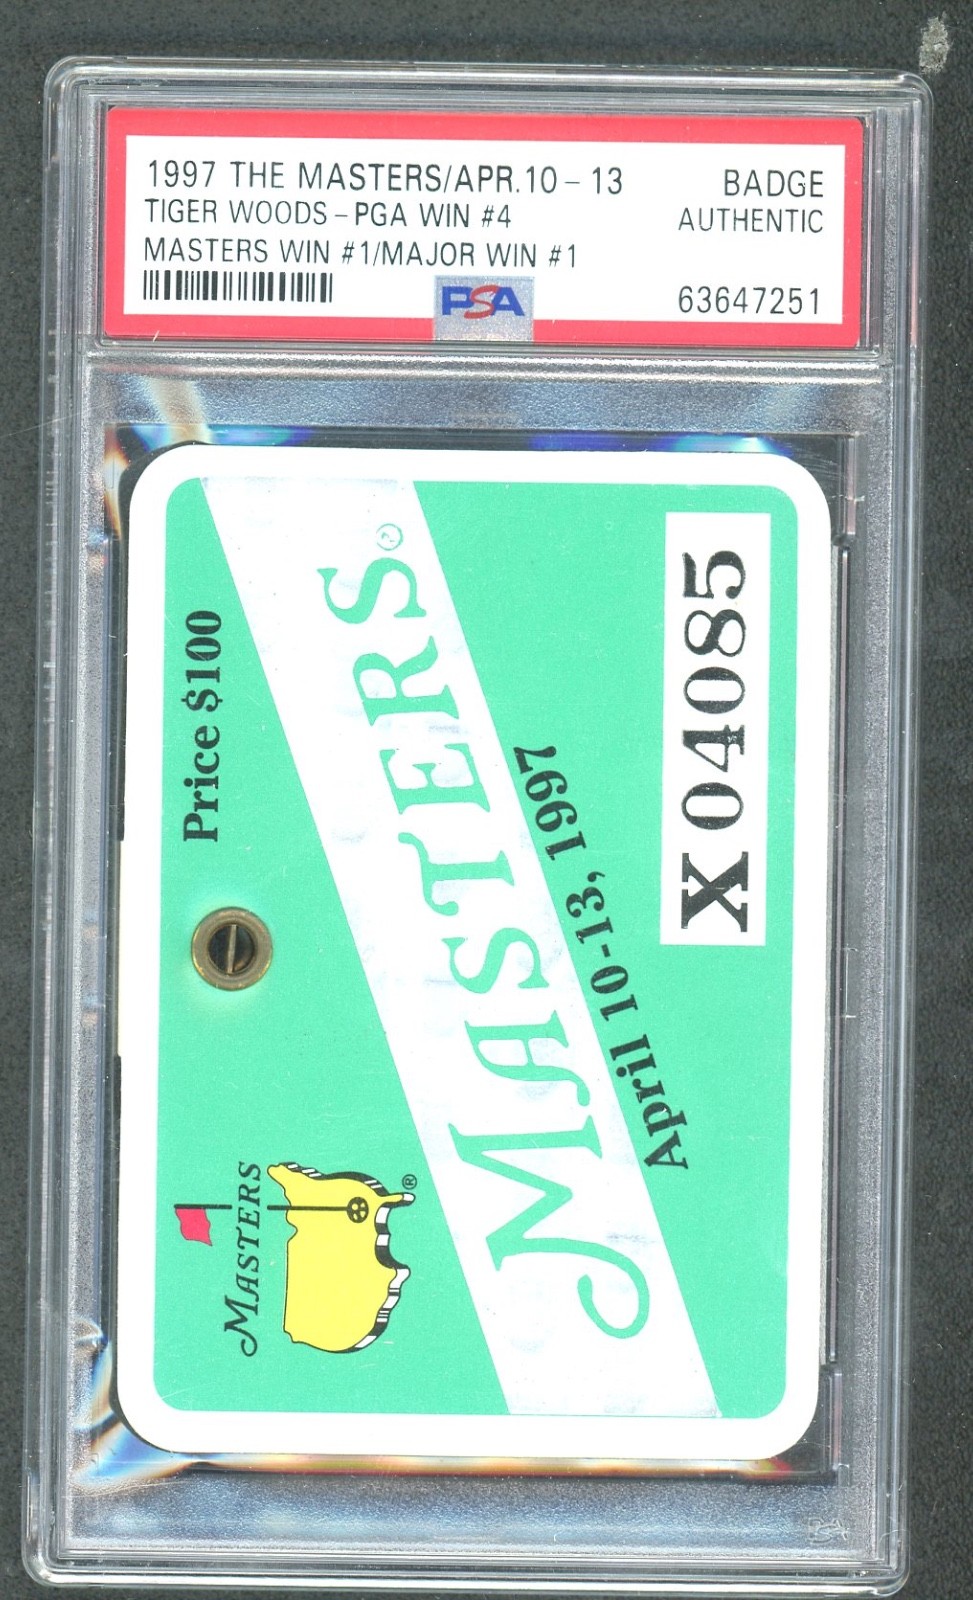 1997 THE MASTERS/APR.10-13
BADGE
TIGER WOODS-PGA WIN #4
AUTHENTIC
MASTERS WIN #1/MAJOR WIN #1
PSA
63647251
Price $100
MASTERS®
April 10-13, 1997
X 04085
MASTERS
®
PSA